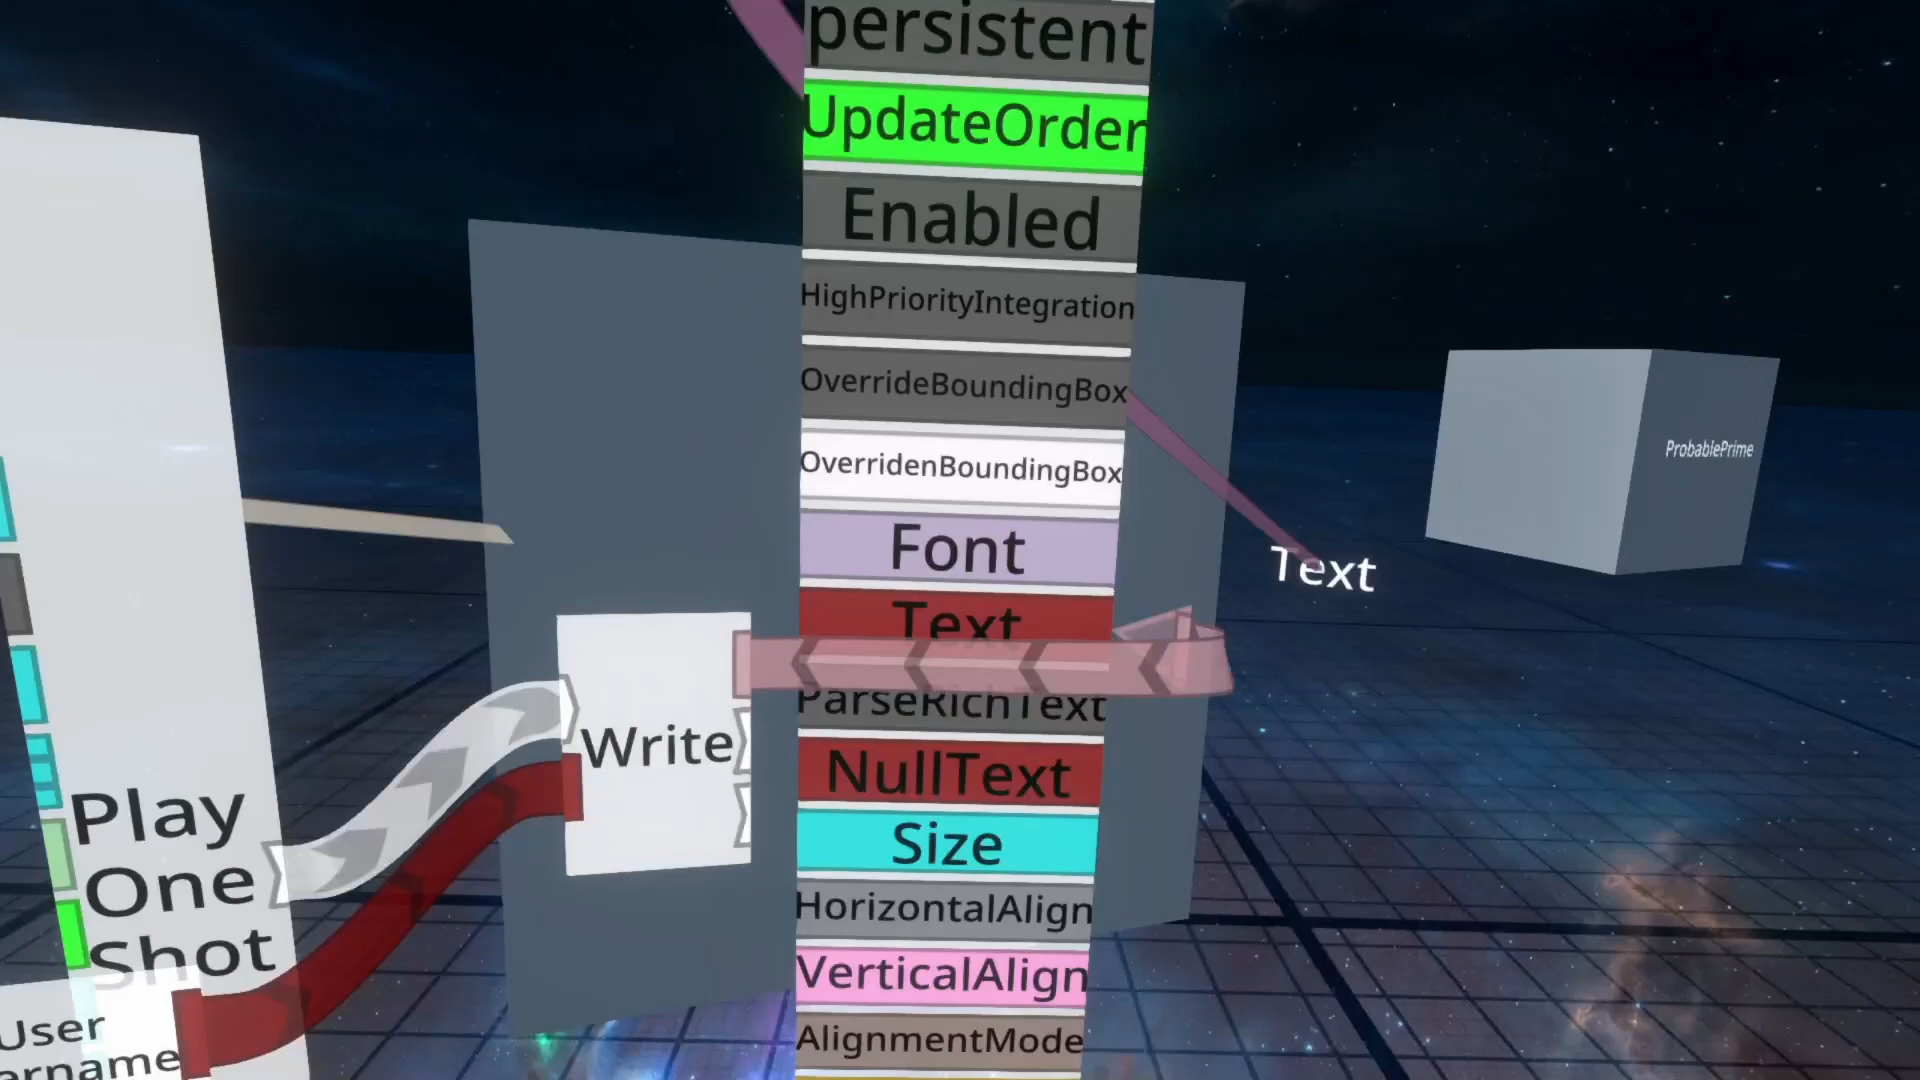 persistent
UpdateOrder
Enabled
HighPriorityIntegration
OverrideBoundingBox
OverridenBoundingBox
Font
Text
ParseRichText
NullText
Size
HorizontalAlign
VerticalAlign
AlignmentMode
Write
Play
One
Shot
User
ername
Text
ProbablePrime